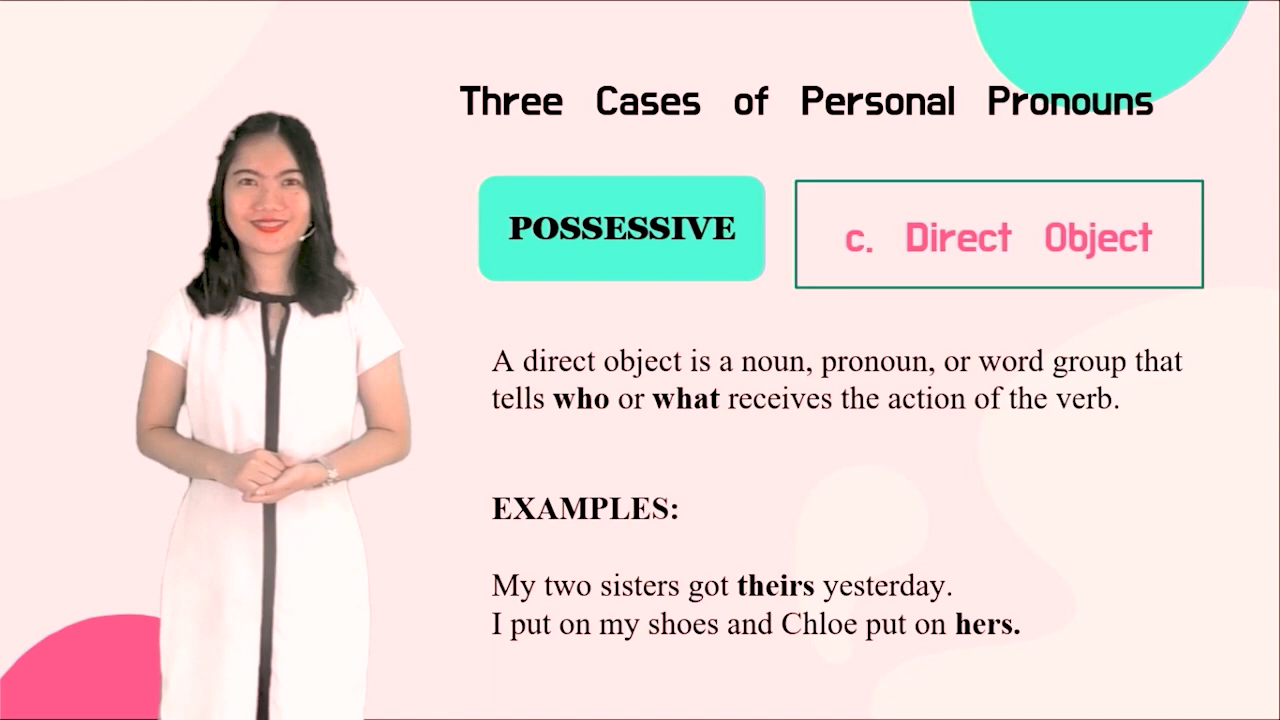 Three Cases of Personal Pronouns
POSSESSIVE
c. Direct Object
A direct object is a noun, pronoun, or word group that
tells who or what receives the action of the verb.
EXAMPLES:
My two sisters got theirs yesterday.
I put on my shoes and Chloe put on hers.